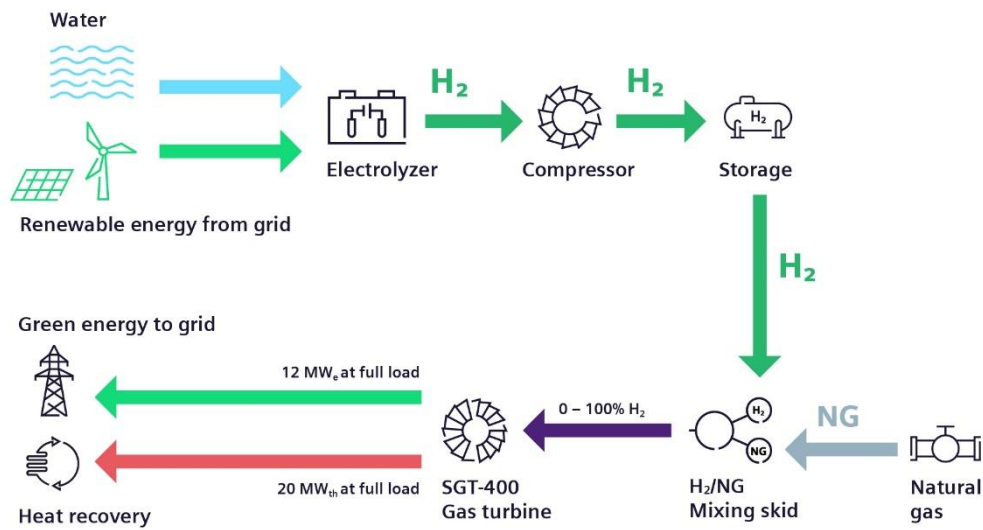 Water
H₂
H₂
H₂
Electrolyzer
Compressor
Storage
Renewable energy from grid
H₂
Green energy to grid
12 MWₑ at full load
0 – 100% H₂
H₂
NG
NG
20 MWₜₕ at full load
SGT-400
Gas turbine
H₂/NG
Mixing skid
Natural
gas
Heat recovery